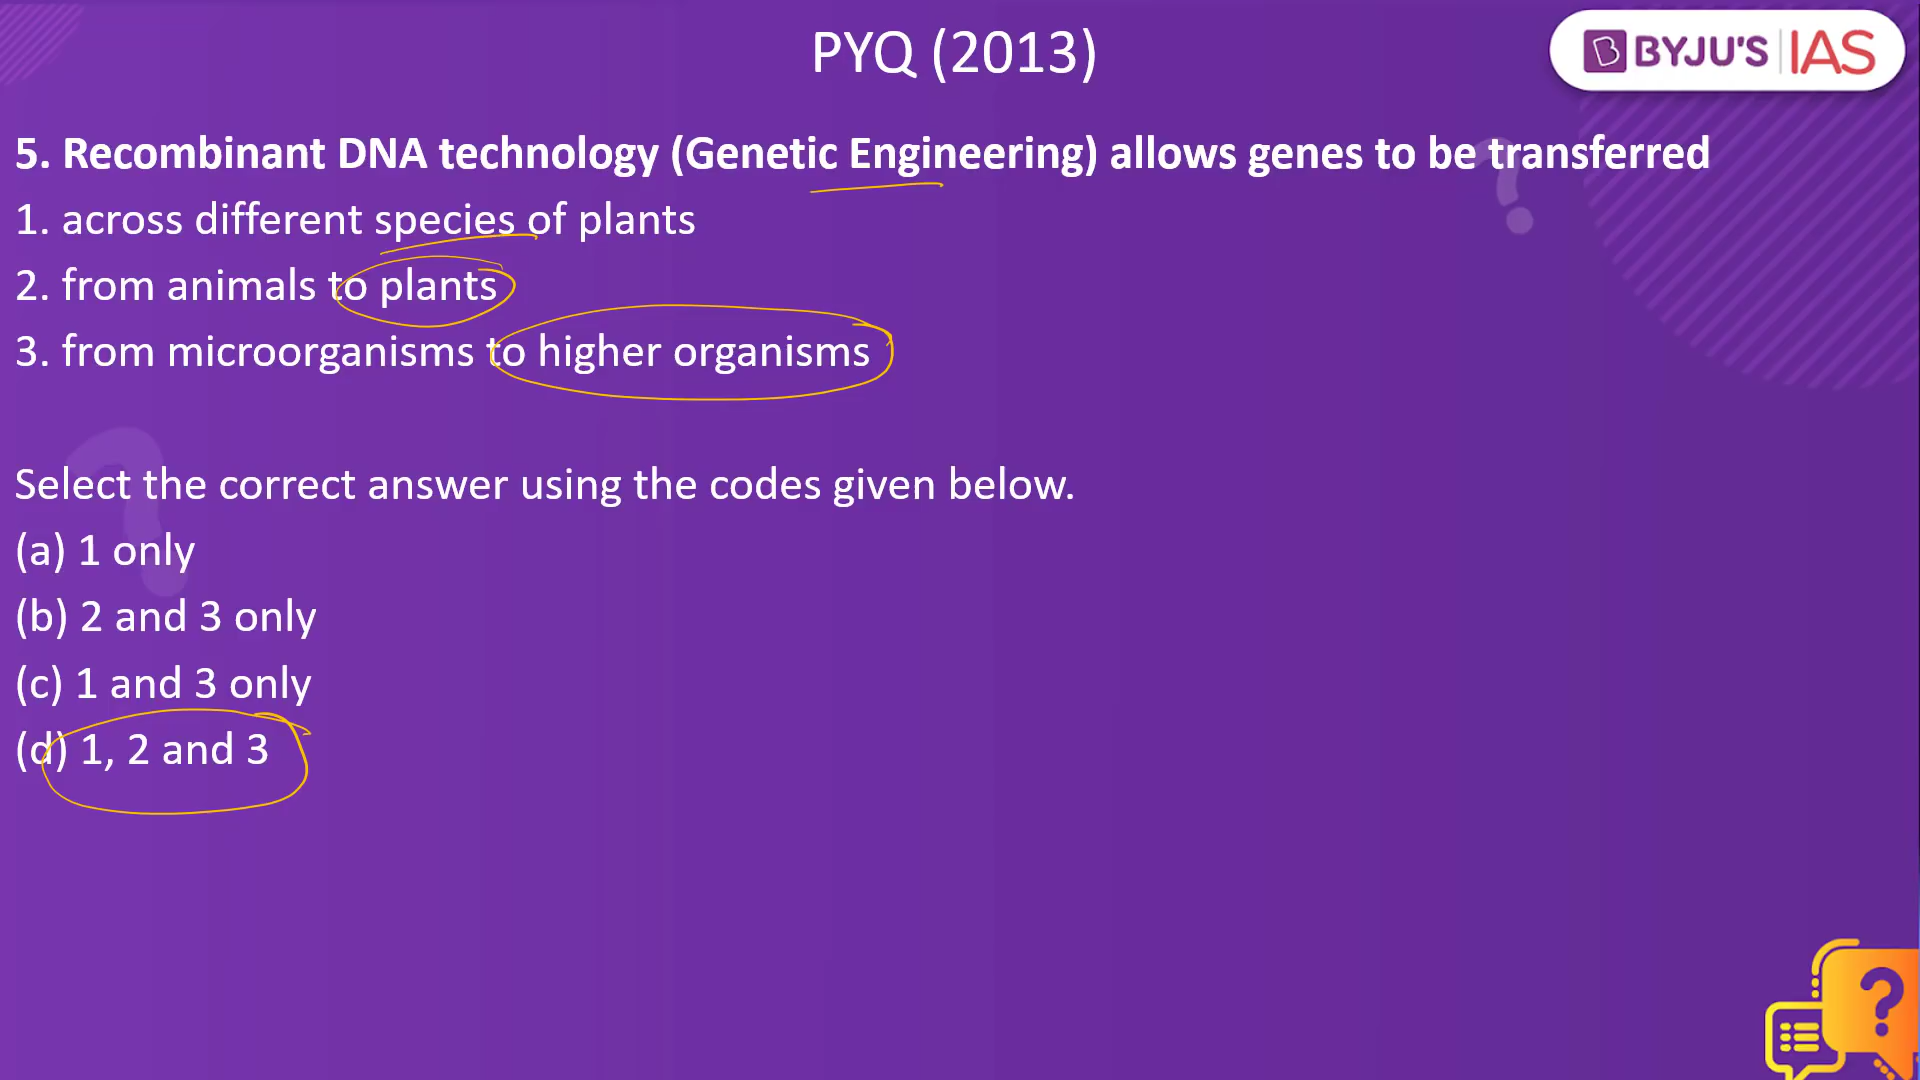 PYQ (2013)
BYJU'S IAS
5. Recombinant DNA technology (Genetic Engineering) allows genes to be transferred
1. across different species of plants
2. from animals to plants
3. from microorganisms to higher organisms
Select the correct answer using the codes given below.
(a) 1 only
(b) 2 and 3 only
(c) 1 and 3 only
(d) 1, 2 and 3